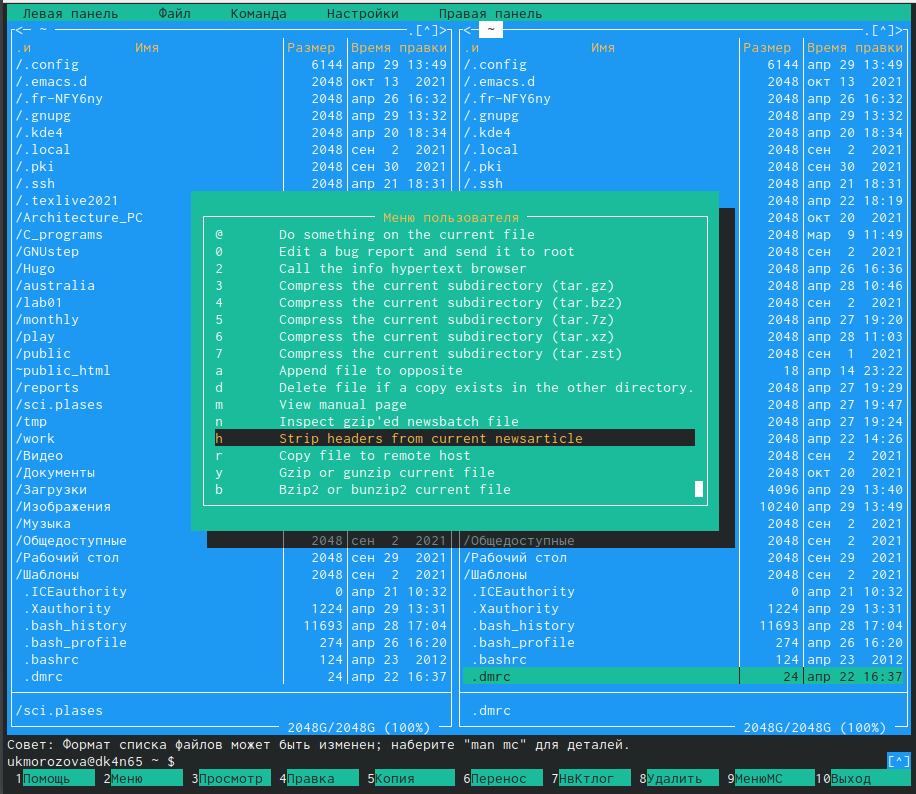 Левая панель Файл Команда Настройки Правая панель
<─ ~ .[^]> <─ ~ .[^]>
.и Имя Размер Время правки .и Имя Размер Время правки
/.config 6144 апр 29 13:49 /.config 6144 апр 29 13:49
/.emacs.d 2048 окт 13 2021 /.emacs.d 2048 окт 13 2021
/.fr-NFY6ny 2048 апр 26 16:32 /.fr-NFY6ny 2048 апр 26 16:32
/.gnupg 2048 апр 29 13:32 /.gnupg 2048 апр 29 13:32
/.kde4 2048 апр 20 18:34 /.kde4 2048 апр 20 18:34
/.local 2048 сен 2 2021 /.local 2048 сен 2 2021
/.pki 2048 сен 30 2021 /.pki 2048 сен 30 2021
/.ssh 2048 апр 21 18:31 /.ssh 2048 апр 21 18:31
/.texlive2021 2048 апр 22 18:19
/Architecture_PC Меню пользователя 2048 окт 20 2021
/C_programs @ Do something on the current file 2048 мар 9 11:49
/GNUstep 0 Edit a bug report and send it to root 2048 сен 2 2021
/Hugo 2 Call the info hypertext browser 2048 апр 26 16:36
/australia 3 Compress the current subdirectory (tar.gz) 2048 апр 28 10:46
/lab01 4 Compress the current subdirectory (tar.bz2) 2048 сен 2 2021
/monthly 5 Compress the current subdirectory (tar.7z) 2048 апр 27 19:20
/play 6 Compress the current subdirectory (tar.xz) 2048 апр 28 11:03
/public 7 Compress the current subdirectory (tar.zst) 2048 сен 1 2021
~public_html a Append file to opposite 18 апр 14 23:22
/reports d Delete file if a copy exists in the other directory. 2048 апр 27 19:29
/sci.plases m View manual page 2048 апр 27 19:47
/tmp n Inspect gzip'ed newsbatch file 2048 апр 27 19:24
/work h Strip headers from current newsarticle 2048 апр 22 14:26
/Видео r Copy file to remote host 2048 сен 2 2021
/Документы y Gzip or gunzip current file 2048 окт 20 2021
/Загрузки b Bzip2 or bunzip2 current file 4096 апр 29 13:40
/Изображения 10240 апр 29 13:49
/Музыка 2048 сен 2 2021
/Общедоступные 2048 сен 2 2021 /Общедоступные 2048 сен 2 2021
/Рабочий стол 2048 сен 29 2021 /Рабочий стол 2048 сен 29 2021
/Шаблоны 2048 сен 2 2021 /Шаблоны 2048 сен 2 2021
.ICEauthority 0 апр 21 10:32 .ICEauthority 0 апр 21 10:32
.Xauthority 1224 апр 29 13:31 .Xauthority 1224 апр 29 13:31
.bash_history 11693 апр 28 17:04 .bash_history 11693 апр 28 17:04
.bash_profile 274 апр 26 16:20 .bash_profile 274 апр 26 16:20
.bashrc 124 апр 23 2012 .bashrc 124 апр 23 2012
.dmrc 24 апр 22 16:37 .dmrc 24 апр 22 16:37
/sci.plases .dmrc
2048G/2048G (100%) 2048G/2048G (100%)
Совет: Формат списка файлов может быть изменен; наберите "man mc" для деталей.
ukmorozova@dk4n65 ~ $ [^]
1Помощь 2Меню 3Просмотр 4Правка 5Копия 6Перенос 7НвКтлог 8Удалить 9МенюMC 10Выход